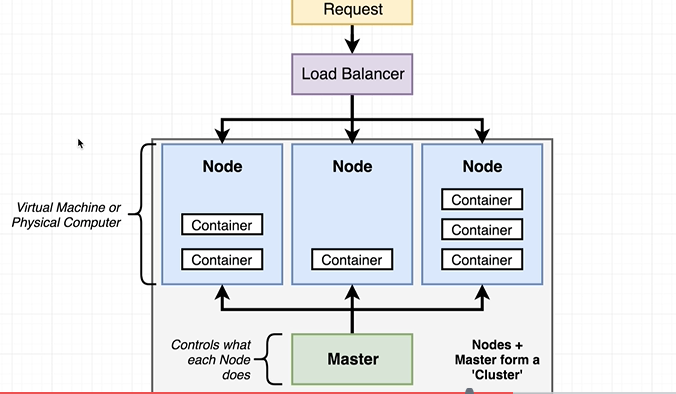 Request
Load Balancer
Node
Node
Node
Container
Container
Container
Container
Container
Container
Virtual Machine or
Physical Computer
Controls what
each Node
does
Master
Nodes +
Master form a
'Cluster'